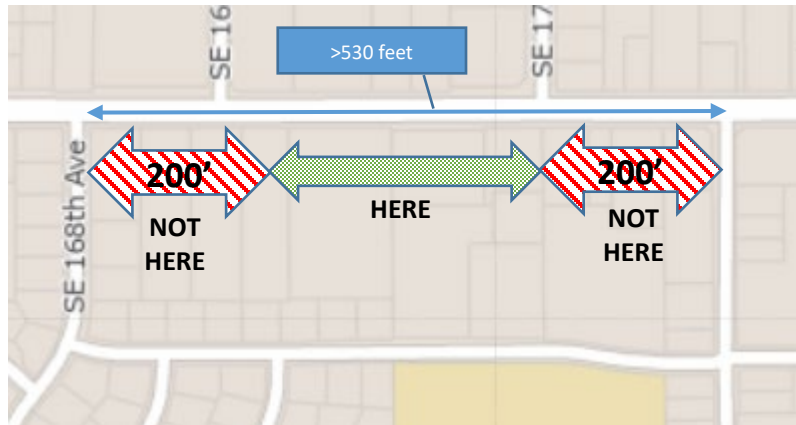 SE 16
SE 17
>530 feet
200’
200’
HERE
NOT
HERE
NOT
HERE
SE 168th Ave